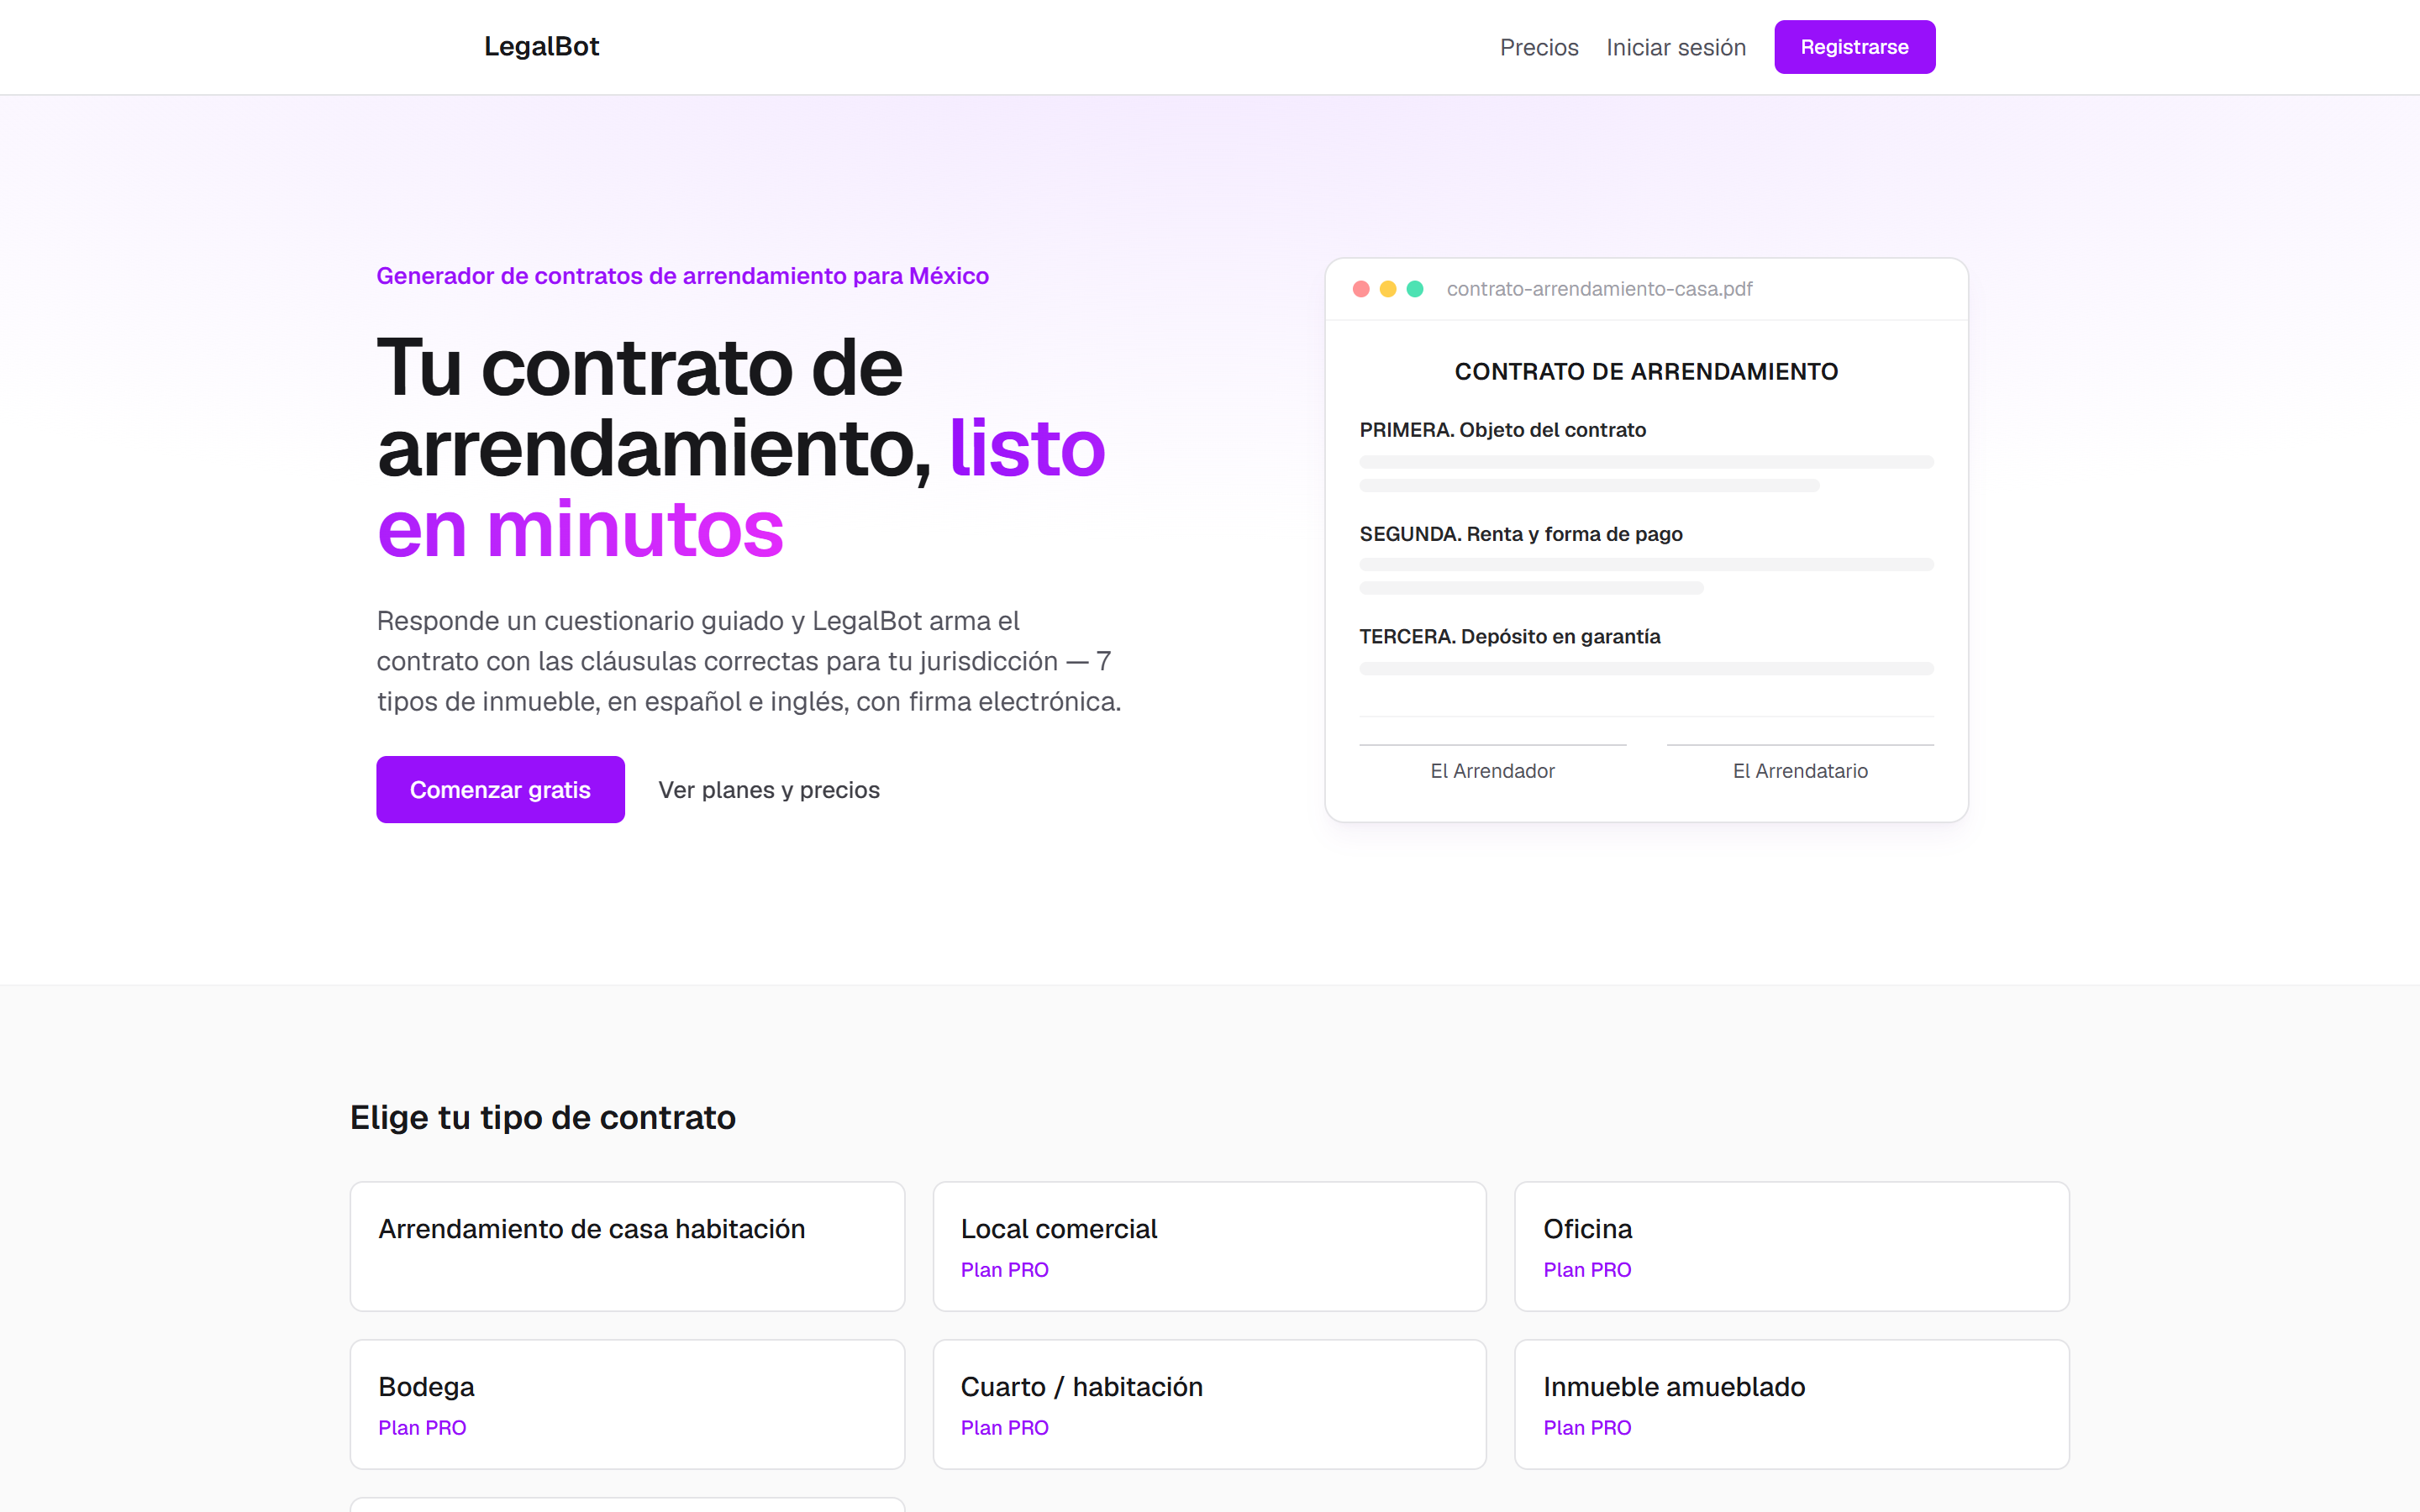 LegalBot
Precios
Iniciar sesión
Registrarse
Generador de contratos de arrendamiento para México
Tu contrato de
arrendamiento, listo
en minutos
Responde un cuestionario guiado y LegalBot arma el
contrato con las cláusulas correctas para tu jurisdicción — 7
tipos de inmueble, en español e inglés, con firma electrónica.
Comenzar gratis
Ver planes y precios
contrato-arrendamiento-casa.pdf
CONTRATO DE ARRENDAMIENTO
PRIMERA. Objeto del contrato
SEGUNDA. Renta y forma de pago
TERCERA. Depósito en garantía
El Arrendador
El Arrendatario
Elige tu tipo de contrato
Arrendamiento de casa habitación
Local comercial
Plan PRO
Oficina
Plan PRO
Bodega
Plan PRO
Cuarto / habitación
Plan PRO
Inmueble amueblado
Plan PRO